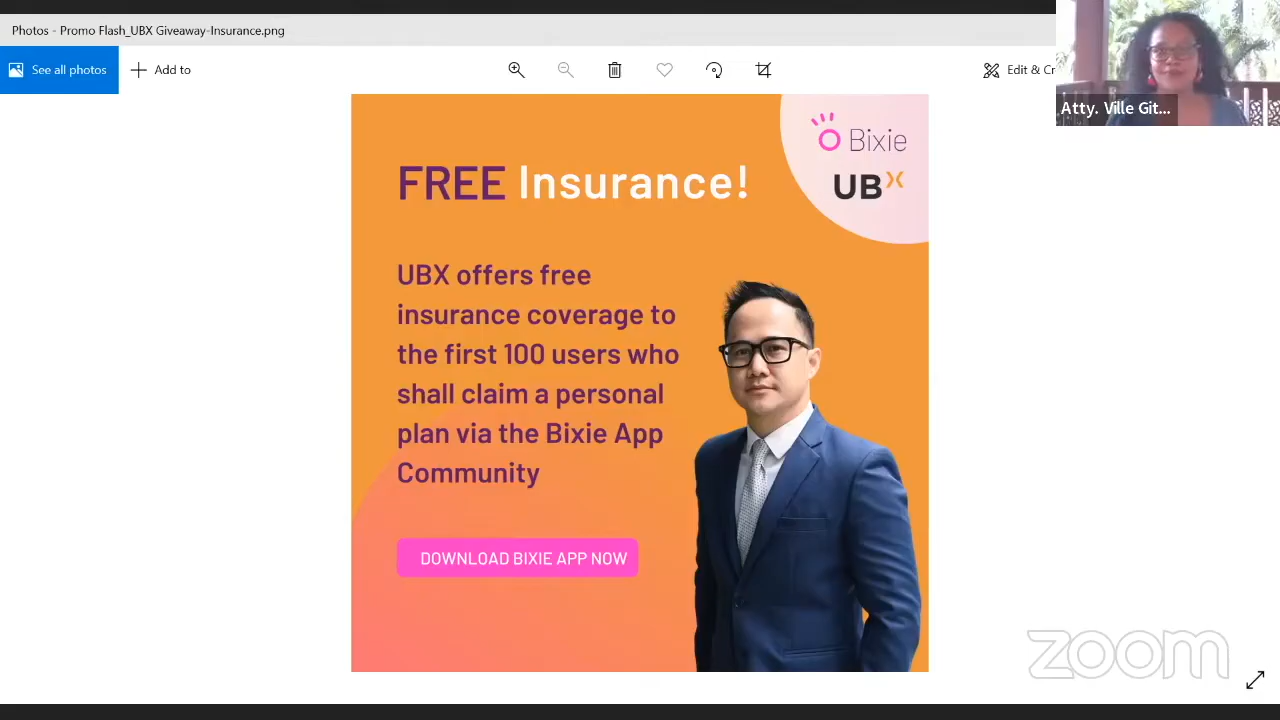 Photos - Promo Flash_UBX Giveaway-Insurance.png
See all photos
Add to
Edit & Cr
Atty. Ville Git...
Bixie
UBX
FREE Insurance!
UBX offers free
insurance coverage to
the first 100 users who
shall claim a personal
plan via the Bixie App
Community
DOWNLOAD BIXIE APP NOW
zoom